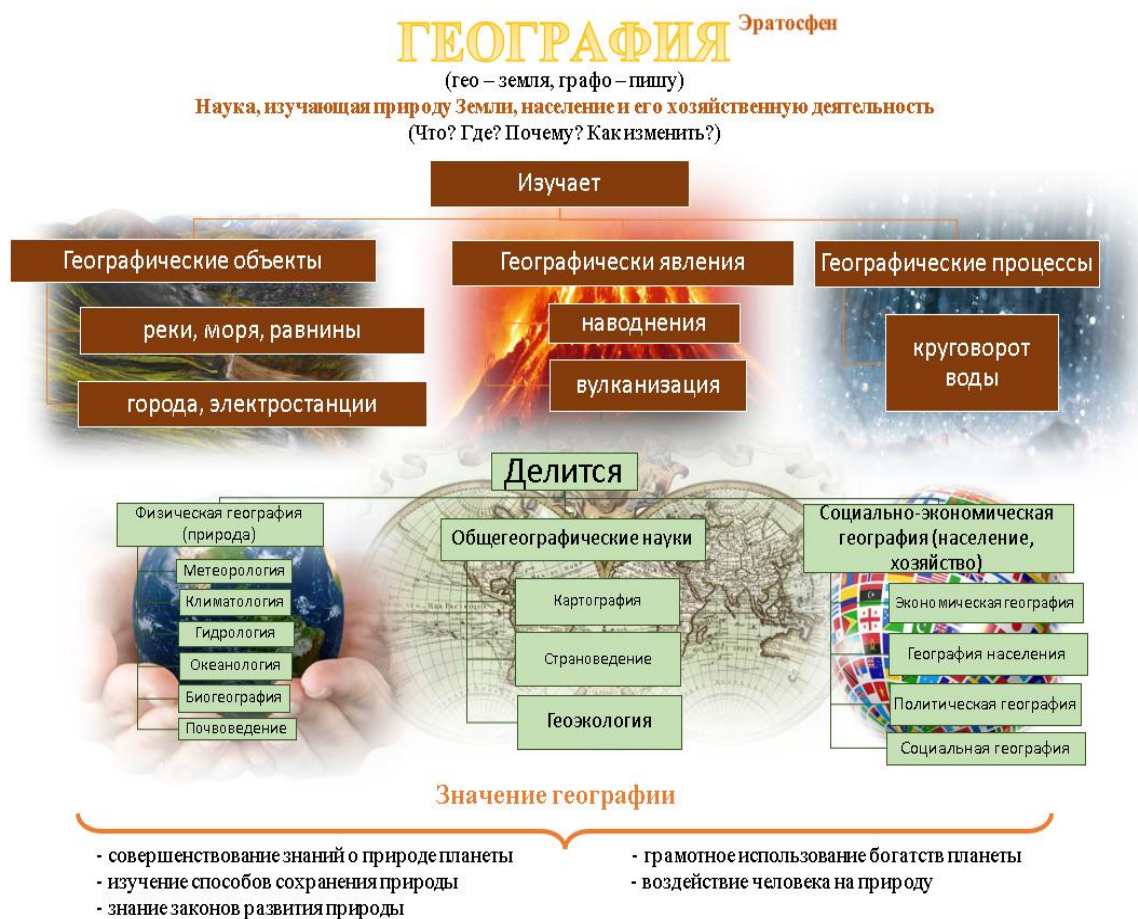 ГЕОГРАФИЯ Эратосфен
(гео – земля, графо – пишу)
Наука, изучающая природу Земли, население и его хозяйственную деятельность
(Что? Где? Почему? Как изменить?)
Изучает
Географические объекты
реки, моря, равнины
города, электростанции
Географически явления
наводнения
вулканизация
Географические процессы
круговорот
воды
Делится
Физическая география
(природа)
Метеорология
Климатология
Гидрология
Океанология
Биогеография
Почвоведение
Общегеографические науки
Картография
Страноведение
Геоэкология
Социально-экономическая
география (население,
хозяйство)
Экономическая география
География населения
Политическая география
Социальная география
Значение географии
- совершенствование знаний о природе планеты
- изучение способов сохранения природы
- знание законов развития природы
- грамотное использование богатств планеты
- воздействие человека на природу